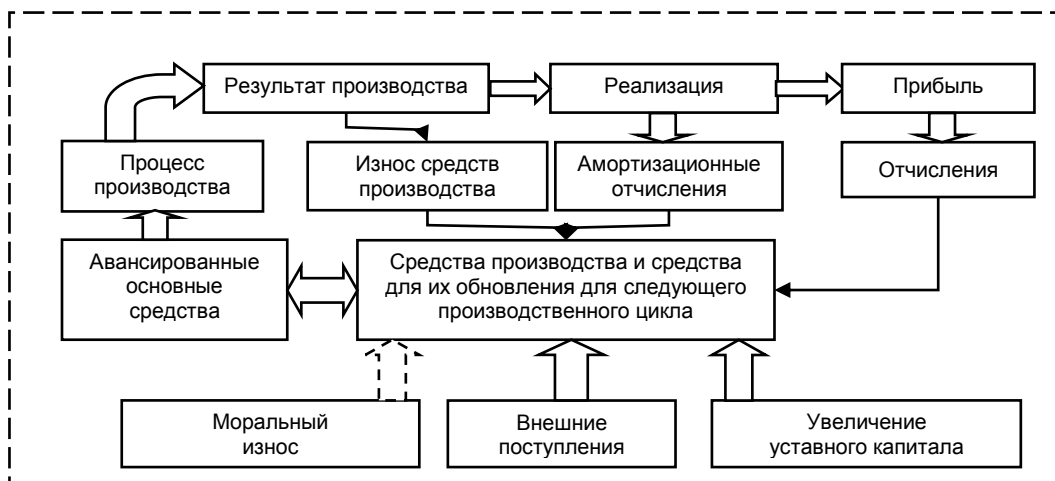 Результат производства
Реализация
Прибыль
Процесс
производства
Износ средств
производства
Амортизационные
отчисления
Отчисления
Авансированные
основные
средства
Средства производства и средства
для их обновления для следующего
производственного цикла
Моральный
износ
Внешние
поступления
Увеличение
уставного капитала